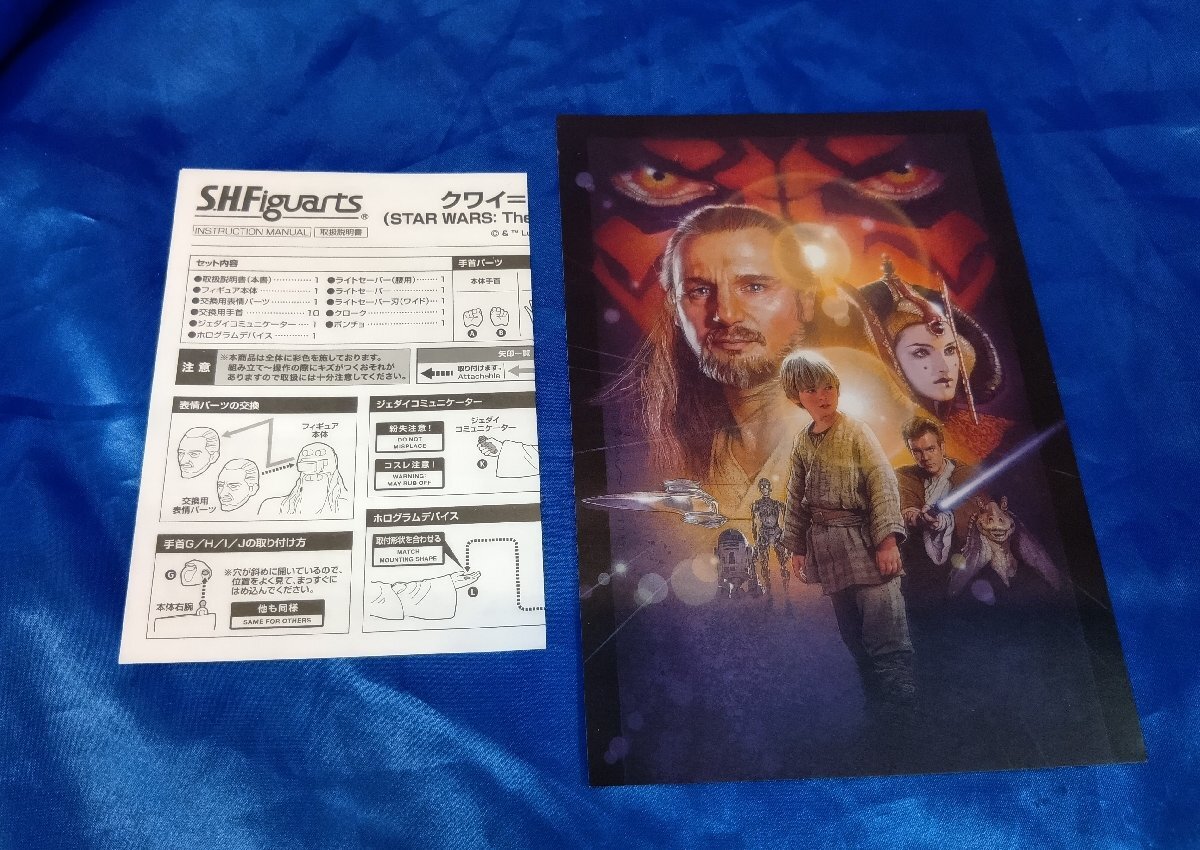 S.H.Figuarts®
クワイ=
(STAR WARS: The
INSTRUCTION MANUAL 取扱説明書
© & ™ Lu
セット内容
●取扱説明書(本書)………… 1
●フィギュア本体…………… 1
●交換用表情パーツ………… 1
●交換用手首……………… 10
●ジェダイコミュニケーター… 1
●ホログラムデバイス……… 1
●ライトセーバー(腰用)…… 1
●ライトセーバー…………… 1
●ライトセーバー刃(ワイド)… 1
●クローク…………………… 1
●ポンチョ…………………… 1
手首パーツ
本体手首
A B
注意
※本商品は全体に彩色を施しております。
組み立て～操作の際にキズがつくおそれが
ありますので取扱には十分注意してください。
矢印一覧
取り付けます。
Attachable
表情パーツの交換
フィギュア
本体
交換用
表情パーツ
ジェダイコミュニケーター
紛失注意!
DO NOT
MISPLACE
コスレ注意!
WARNING:
MAY RUB OFF
ジェダイ
コミュニケーター
K
手首G/H/I/Jの取り付け方
G
※穴が斜めに開いているので、
位置をよく見て、まっすぐに
はめ込んでください。
本体右腕
他も同様
SAME FOR OTHERS
ホログラムデバイス
取付形状を合わせる
MATCH
MOUNTING SHAPE
L